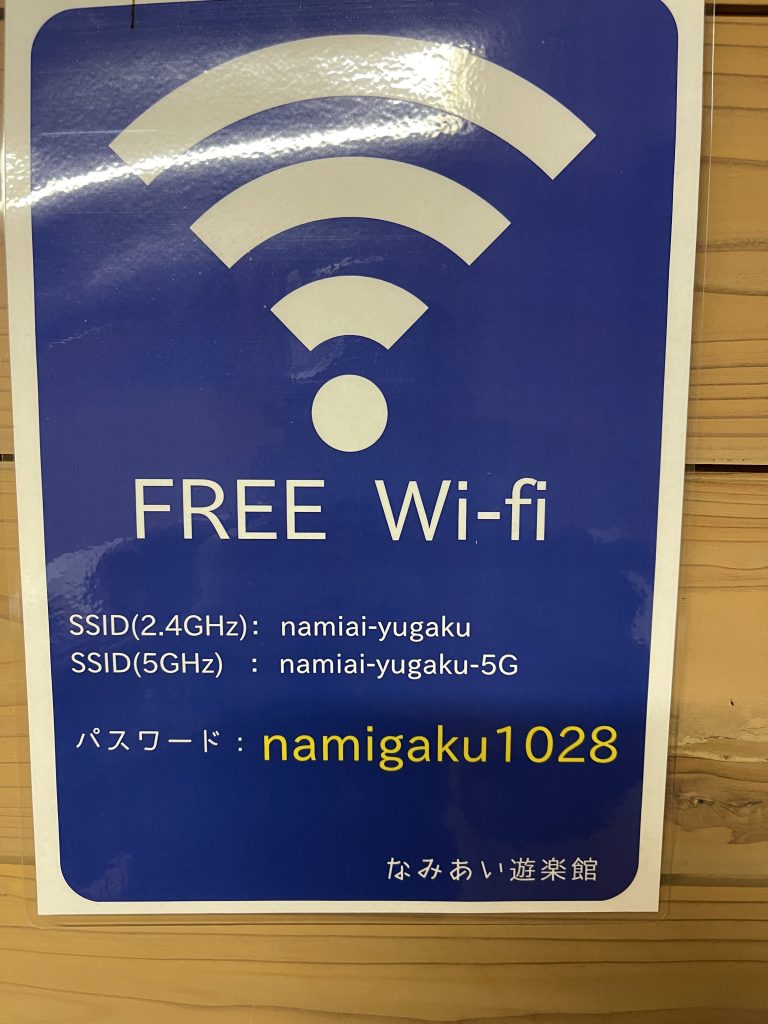 FREE Wi-fi
SSID(2.4GHz): namiai-yugaku
SSID(5GHz) : namiai-yugaku-5G
パスワード: namigaku1028
なみあい遊楽館